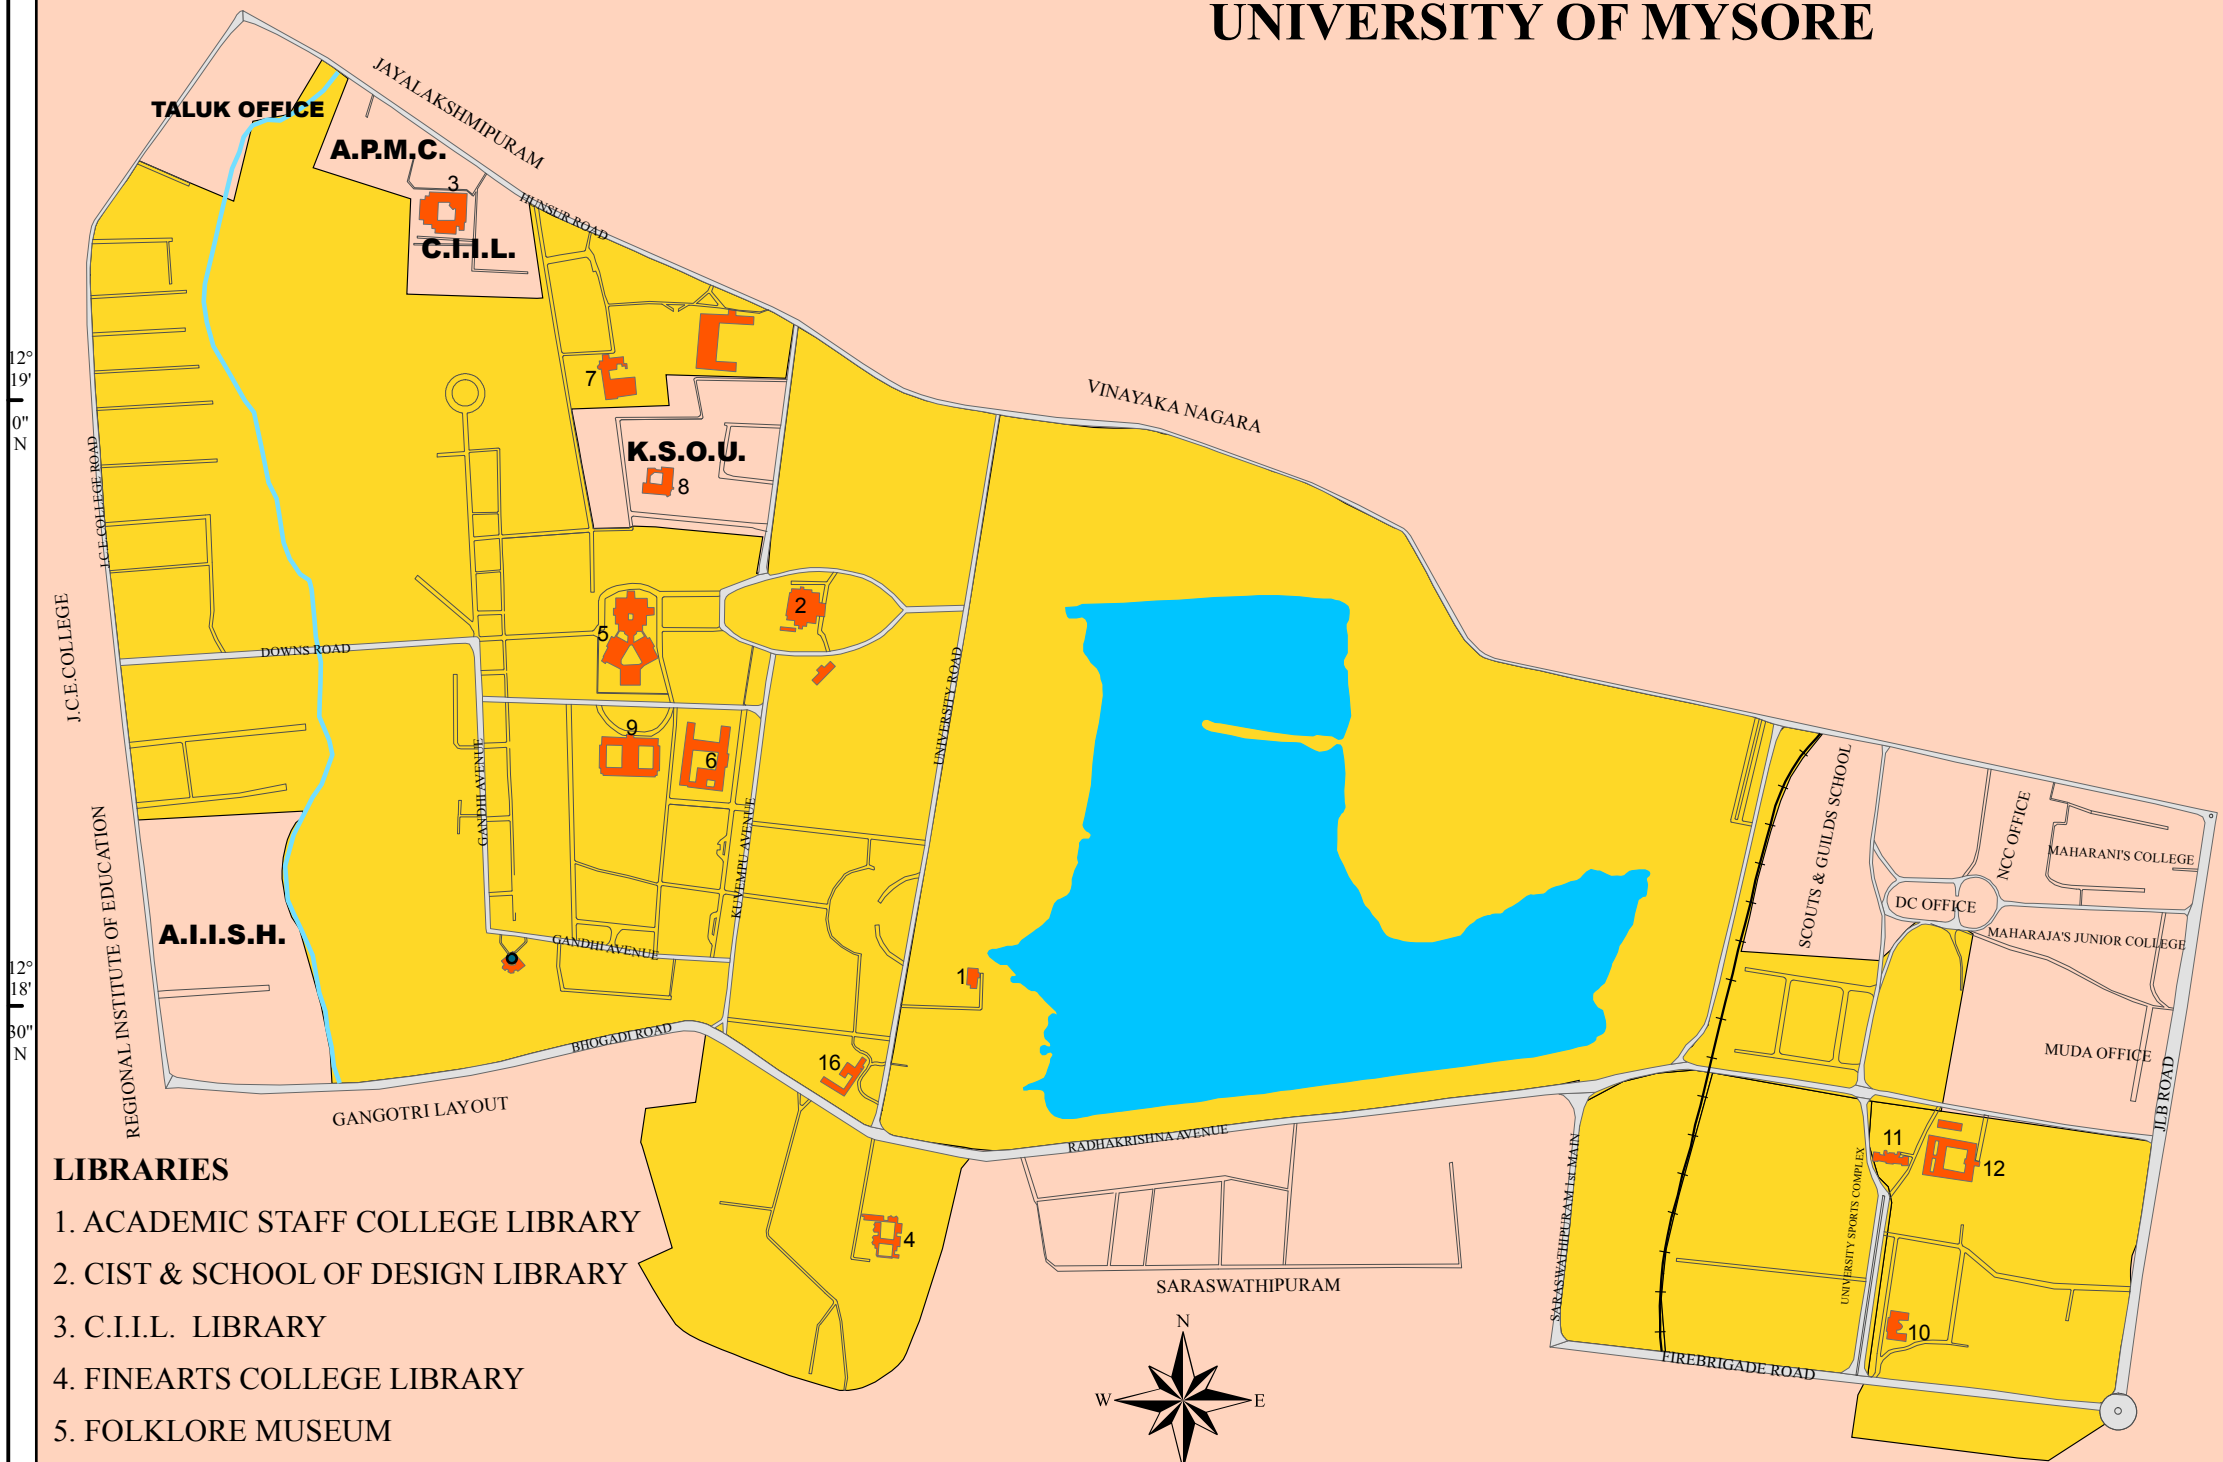 UNIVERSITY OF MYSORE
JAYALAKSHMIPURAM
TALUK OFFICE
A.P.M.C.
3
HUNSUR ROAD
C.I.I.L.
12°
19'
0"
N
7
VINAYAKA NAGARA
K.S.O.U.
8
J.C.E.COLLEGE ROAD
J.C.E.COLLEGE
2
5
DOWNS ROAD
UNIVERSITY ROAD
9
6
GANDHI AVENUE
KUVEMPU AVENUE
SCOUTS & GUILDS SCHOOL
NCC OFFICE
MAHARANI'S COLLEGE
DC OFFICE
MAHARAJA'S JUNIOR COLLEGE
REGIONAL INSTITUTE OF EDUCATION
A.I.I.S.H.
GANDHI AVENUE
12°
18'
30"
N
1
BHOGADI ROAD
16
MUDA OFFICE
JLB ROAD
GANGOTRI LAYOUT
RADHAKRISHNA AVENUE
SARASWATHIPURAM 1st MAIN
UNIVERSITY SPORTS COMPLEX
11
12
4
SARASWATHIPURAM
10
FIREBRIGADE ROAD
N
W
E
LIBRARIES
1. ACADEMIC STAFF COLLEGE LIBRARY
2. CIST & SCHOOL OF DESIGN LIBRARY
3. C.I.I.L. LIBRARY
4. FINEARTS COLLEGE LIBRARY
5. FOLKLORE MUSEUM